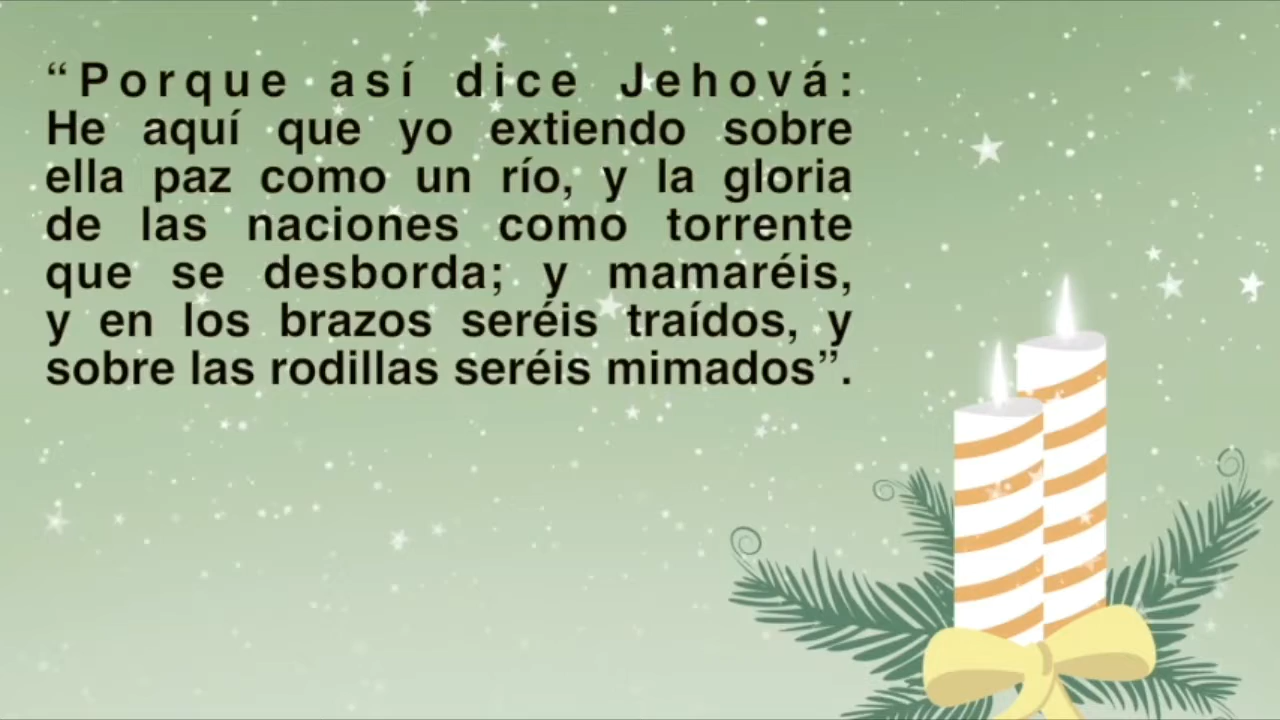 “Porque así dice Jehová:
He aquí que yo extiendo sobre
ella paz como un río, y la gloria
de las naciones como torrente
que se desborda; y mamaréis,
y en los brazos seréis traídos, y
sobre las rodillas seréis mimados”.